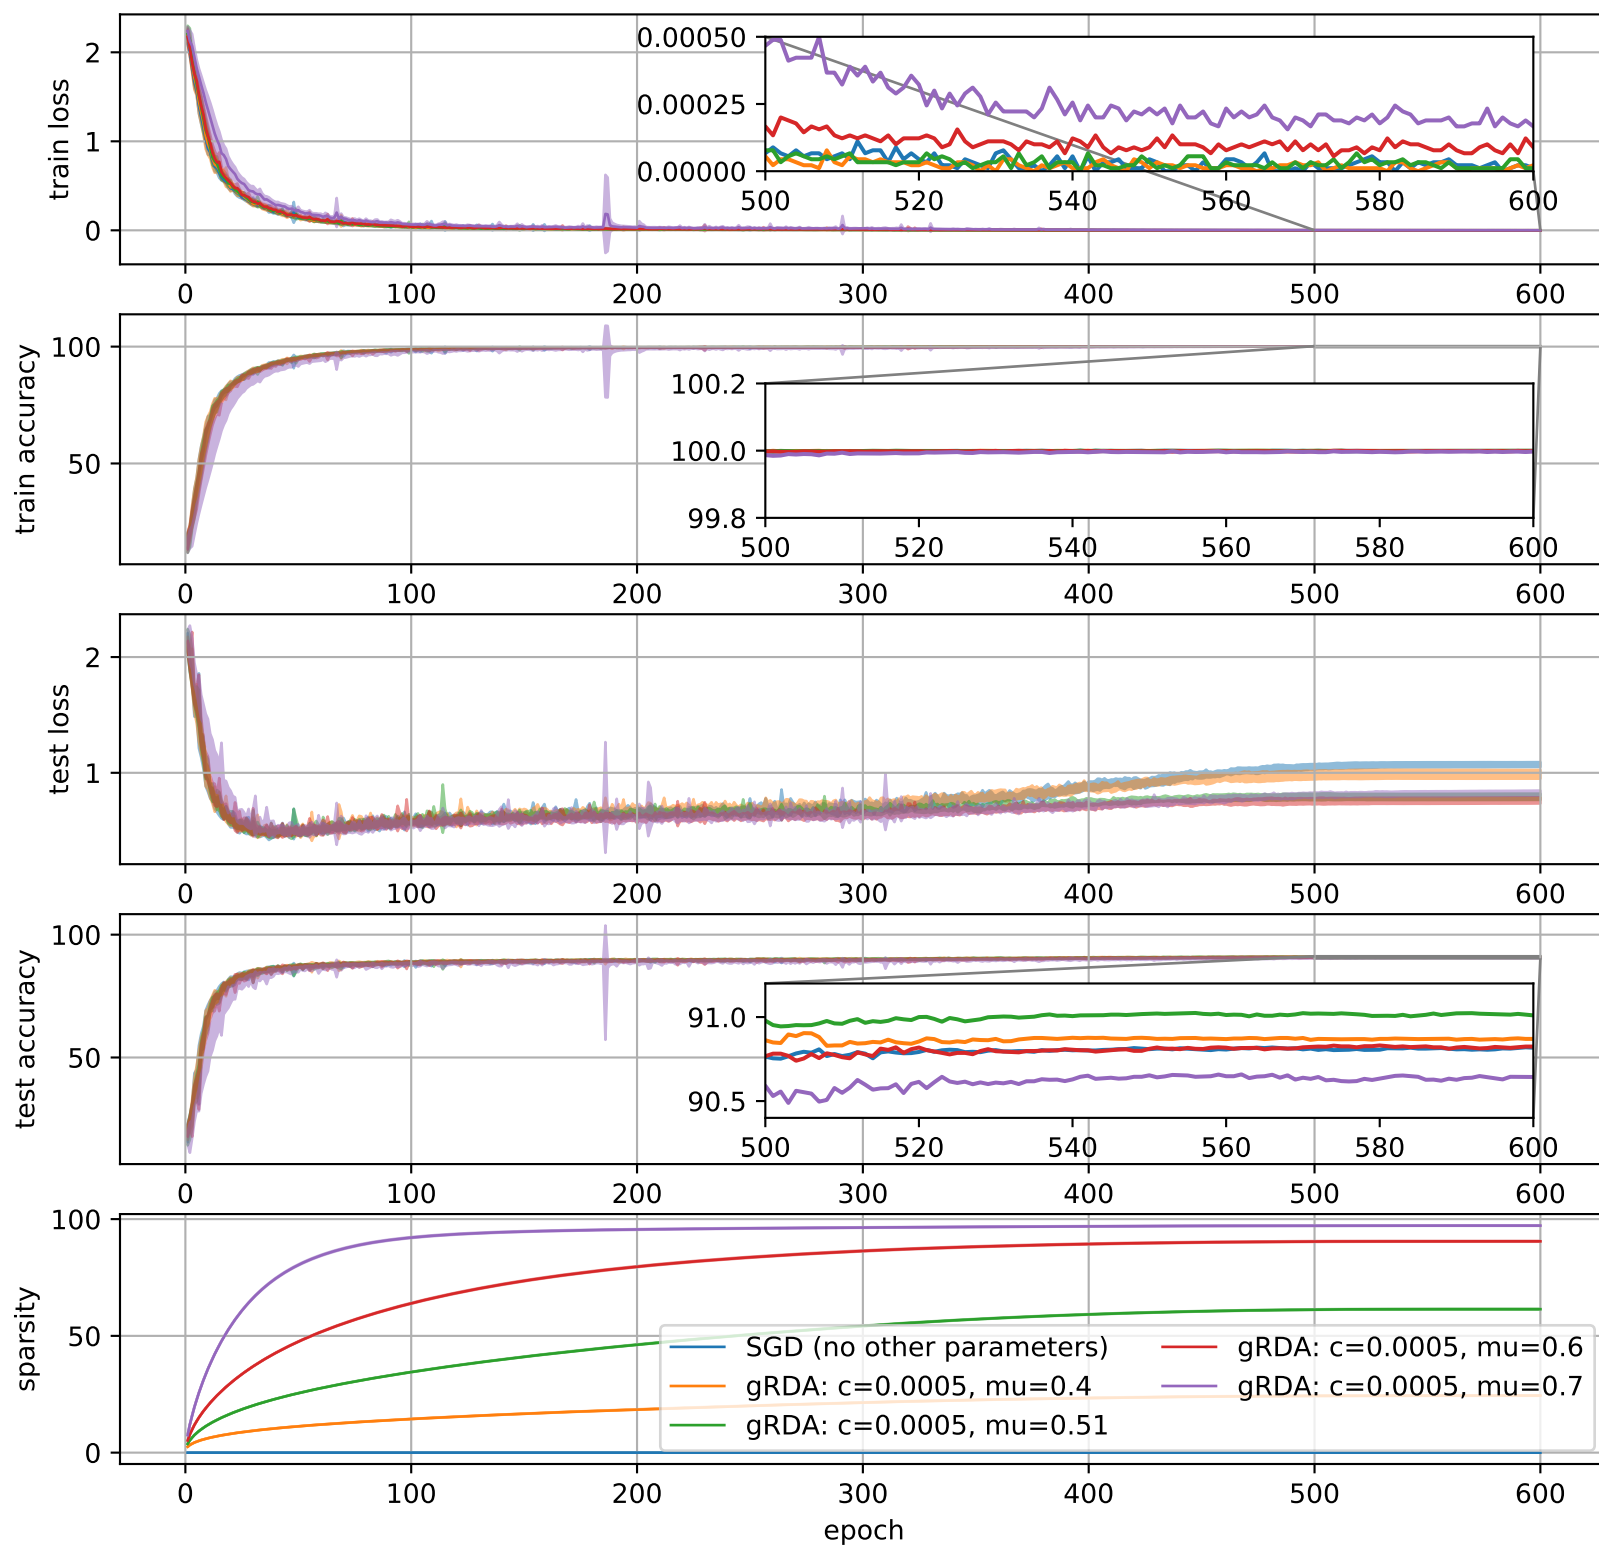 train loss
2
1
0
0.00050
0.00025
0.00000
500 520 540 560 580 600
0 100 200 300 400 500 600
train accuracy
100
50
100.2
100.0
99.8
500 520 540 560 580 600
0 100 200 300 400 500 600
test loss
2
1
0 100 200 300 400 500 600
test accuracy
100
50
91.0
90.5
500 520 540 560 580 600
0 100 200 300 400 500 600
sparsity
100
50
0
SGD (no other parameters)
gRDA: c=0.0005, mu=0.4
gRDA: c=0.0005, mu=0.51
gRDA: c=0.0005, mu=0.6
gRDA: c=0.0005, mu=0.7
0 100 200 300 400 500 600
epoch